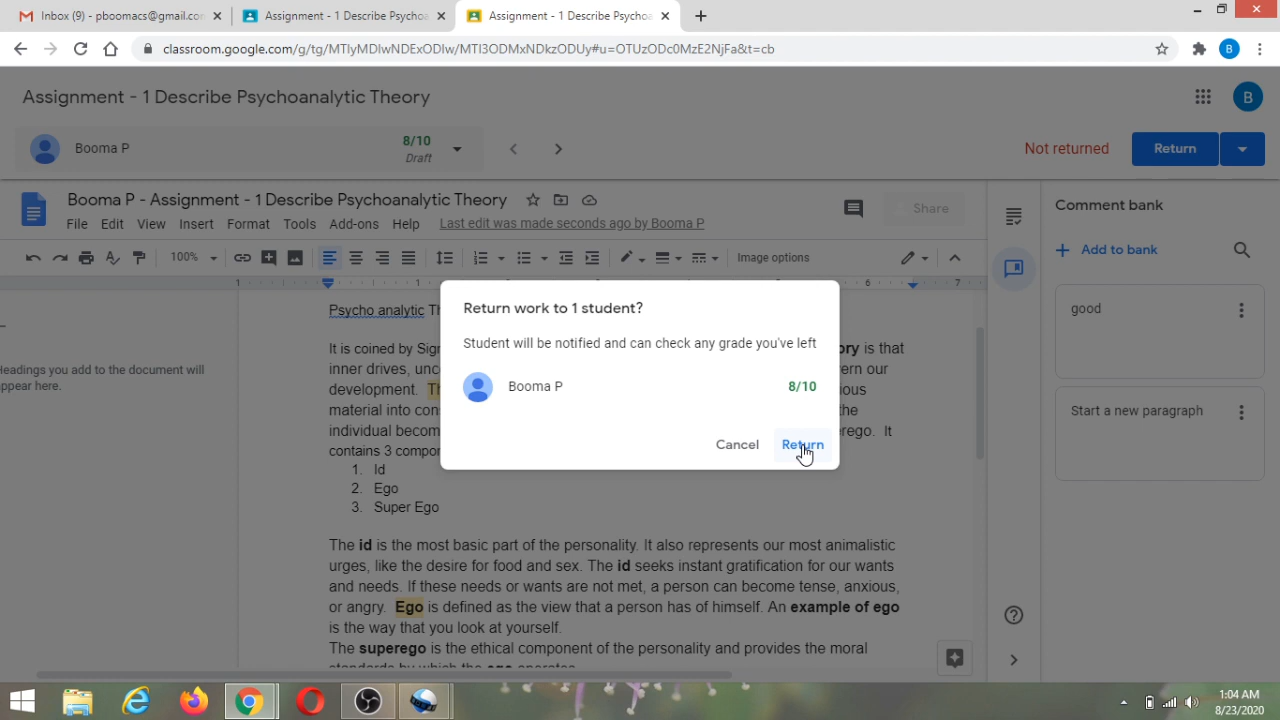 Inbox (9) - pboomacs@gmail.com
Assignment - 1 Describe Psychoa
Assignment - 1 Describe Psychoa
classroom.google.com/g/tg/MTIyMDIwNDExODIw/MTI3ODMxNDkzODUy#u=OTUzODc0MzE2NjFa&t=cb
B
Assignment - 1 Describe Psychoanalytic Theory
B
Booma P
8/10
Draft
Not returned
Return
Booma P - Assignment - 1 Describe Psychoanalytic Theory
File Edit View Insert Format Tools Add-ons Help Last edit was made seconds ago by Booma P
Share
Comment bank
Add to bank
100%
Image options
1 1 6 7
good
Start a new paragraph
Headings you add to the document will
appear here.
Psycho analytic
It is coined by
is that
inner drives,
our
development.
material into
the
individual
It
contains 3
1. Id
2. Ego
3. Super Ego
The id is the most basic part of the personality. It also represents our most animalistic
urges, like the desire for food and sex. The id seeks instant gratification for our wants
and needs. If these needs or wants are not met, a person can become tense, anxious,
or angry. Ego is defined as the view that a person has of himself. An example of ego
is the way that you look at yourself.
The superego is the ethical component of the personality and provides the moral
standards by which the ego operates
Return work to 1 student?
Student will be notified and can check any grade you've left
Booma P
8/10
Cancel
Return
1:04 AM
8/23/2020